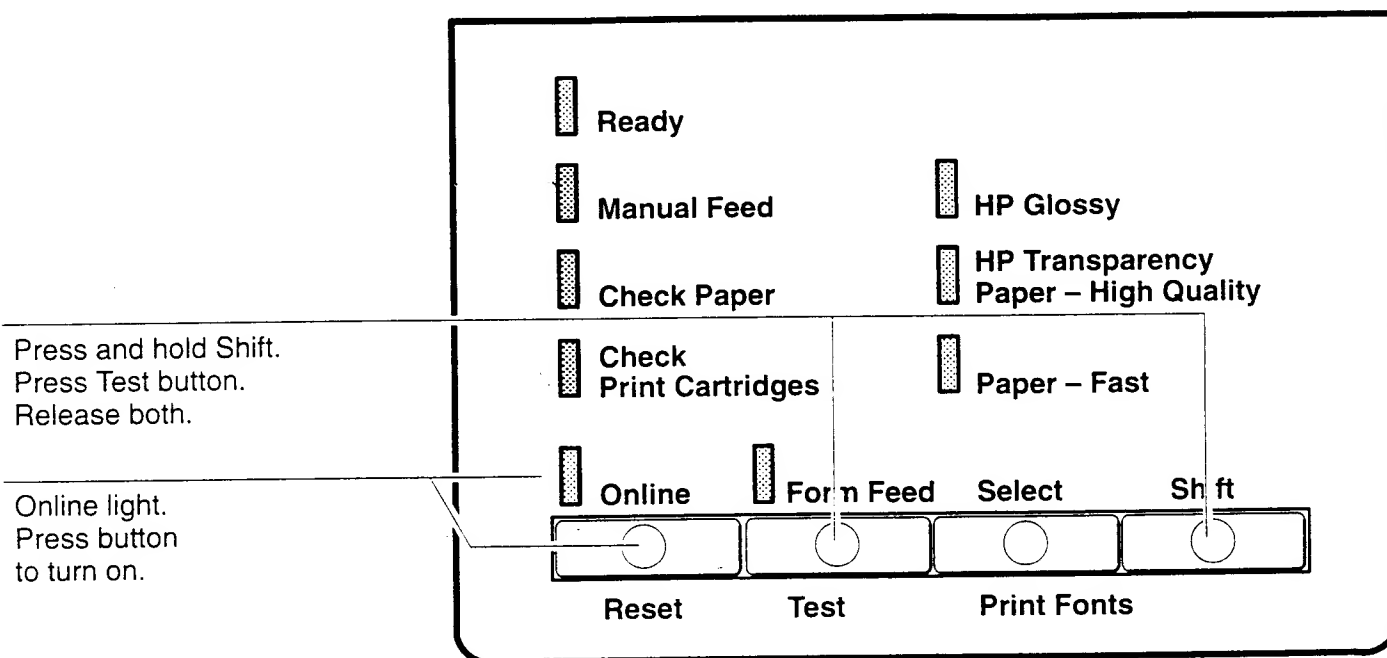 Ready
Manual Feed
HP Glossy
Check Paper
HP Transparency
Paper – High Quality
Press and hold Shift.
Press Test button.
Release both.
Check
Print Cartridges
Paper – Fast
Online light.
Press button
to turn on.
Online
Form Feed
Select
Shift
Reset
Test
Print Fonts